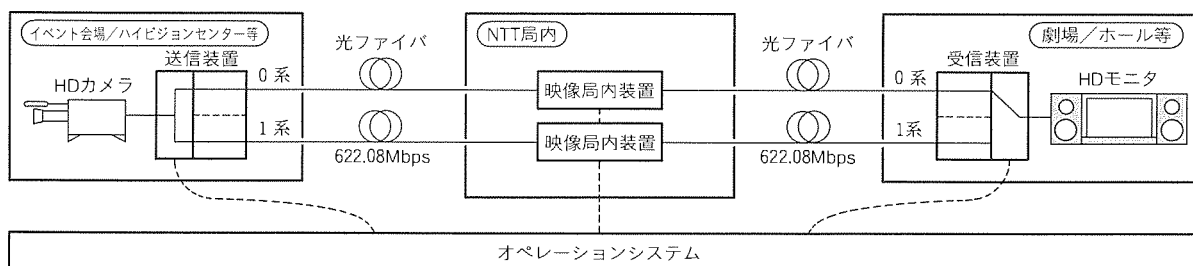 イベント会場／ハイビジョンセンター等
送信装置
HDカメラ
0系
1系
光ファイバ
622.08Mbps
NTT局内
映像局内装置
映像局内装置
光ファイバ
622.08Mbps
劇場／ホール等
受信装置
0系
1系
HDモニタ
オペレーションシステム